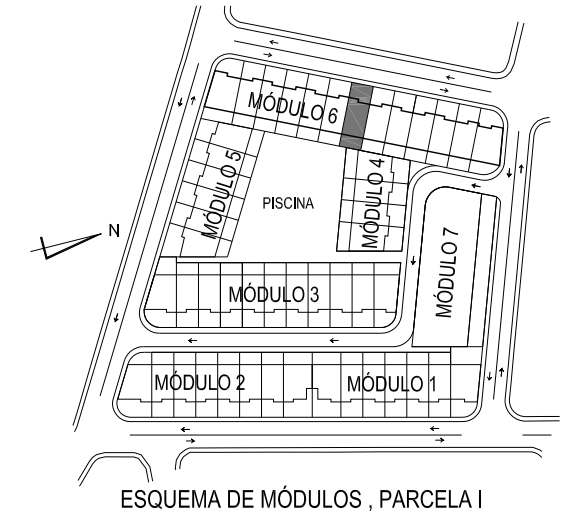 MÓDULO 6
MÓDULO 5
MÓDULO 4
PISCINA
N
MÓDULO 7
MÓDULO 3
MÓDULO 2
MÓDULO 1
ESQUEMA DE MÓDULOS , PARCELA I